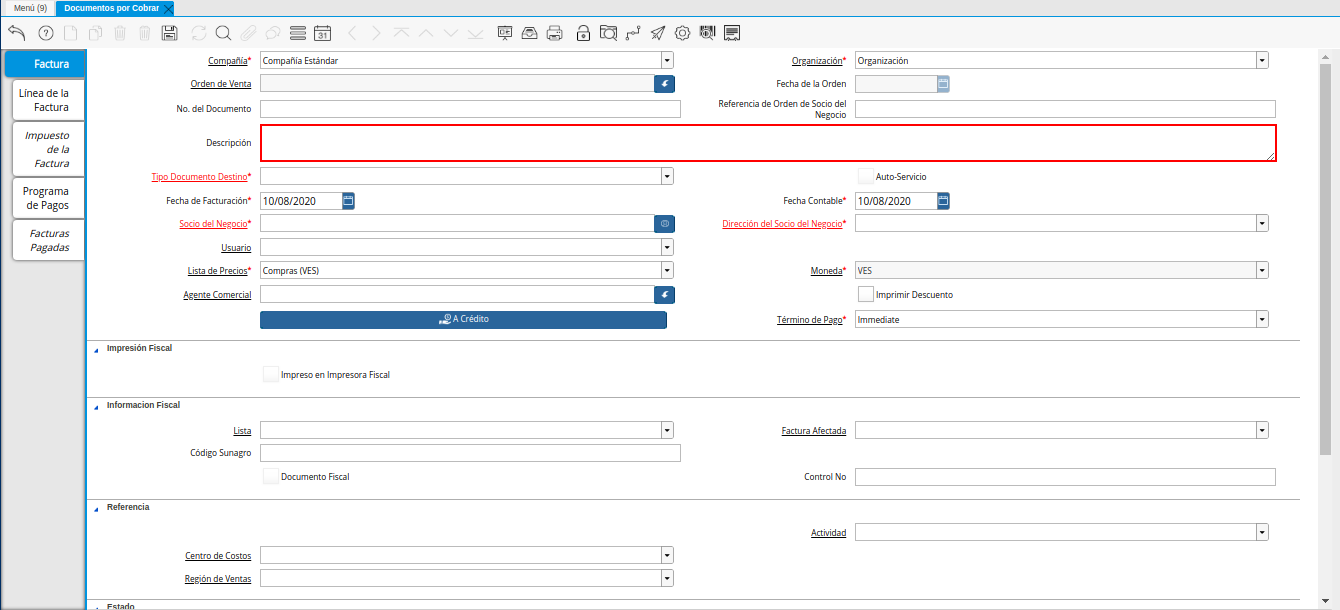 Menú (9)
Documentos por Cobrar
?
31
Factura
Línea de la
Factura
Impuesto
de la
Factura
Programa
de Pagos
Facturas
Pagadas
Compañía*
Compañía Estándar
Organización*
Organización
Orden de Venta
Fecha de la Orden
No. del Documento
Referencia de Orden de Socio del
Negocio
Descripción
Tipo Documento Destino*
Auto-Servicio
Fecha de Facturación*
10/08/2020
Fecha Contable*
10/08/2020
Socio del Negocio*
Dirección del Socio del Negocio*
Usuario
Lista de Precios*
Compras (VES)
Moneda*
VES
Agente Comercial
Imprimir Descuento
A Crédito
Término de Pago*
Immediate
Impresión Fiscal
Impreso en Impresora Fiscal
Informacion Fiscal
Lista
Factura Afectada
Código Sunagro
Documento Fiscal
Control No
Referencia
Actividad
Centro de Costos
Región de Ventas
Estado